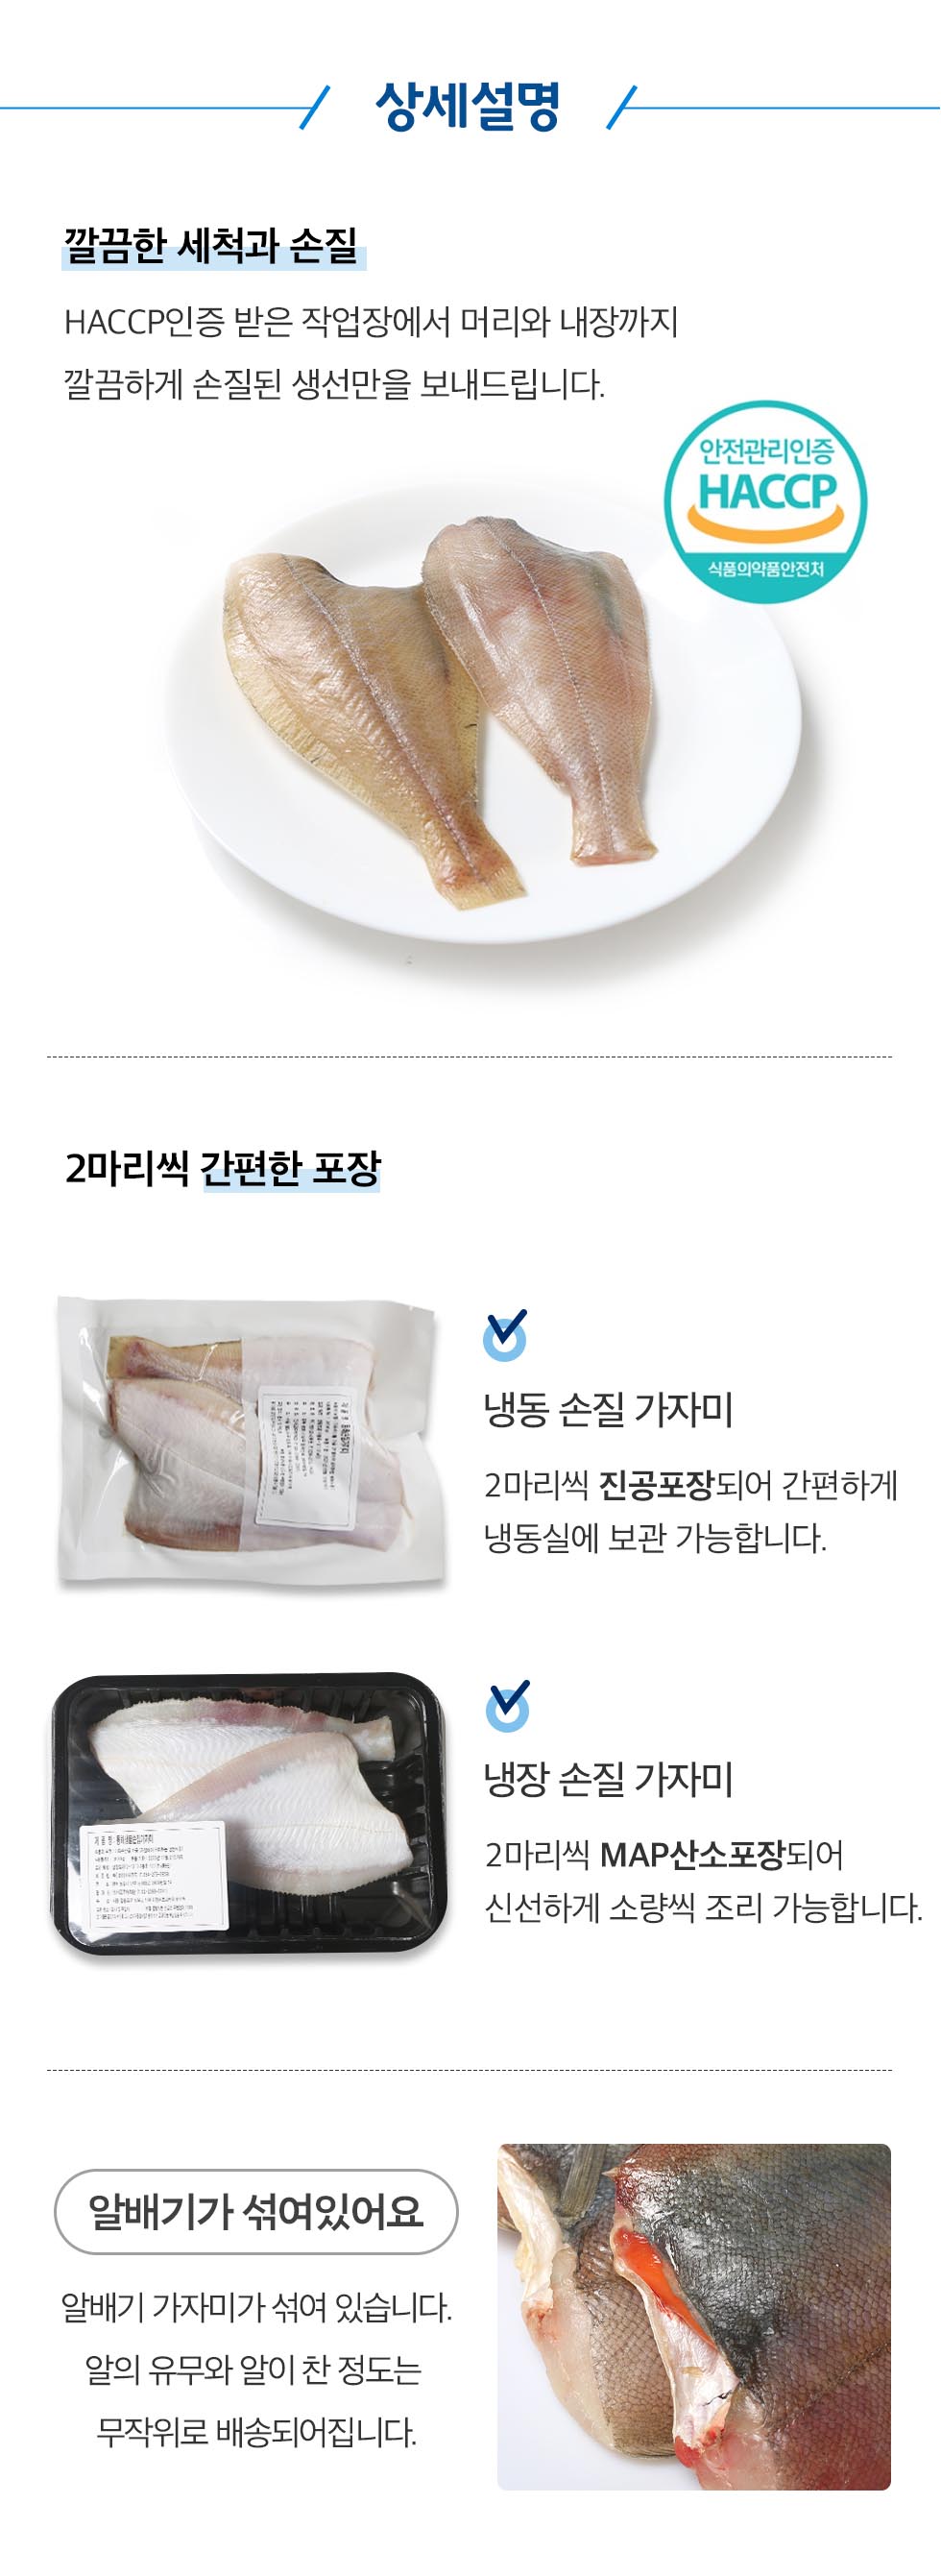 상세설명
깔끔한 세척과 손질
HACCP인증 받은 작업장에서 머리와 내장까지
깔끔하게 손질된 생선만을 보내드립니다.
안전관리인증
HACCP
식품의약품안전처
2마리씩 간편한 포장
냉동 손질 가자미
2마리씩 진공포장되어 간편하게
냉동실에 보관 가능합니다.
냉장 손질 가자미
2마리씩 MAP산소포장되어
신선하게 소량씩 조리 가능합니다.
알배기가 섞여있어요
알배기 가자미가 섞여 있습니다.
알의 유무와 알이 찬 정도는
무작위로 배송되어집니다.